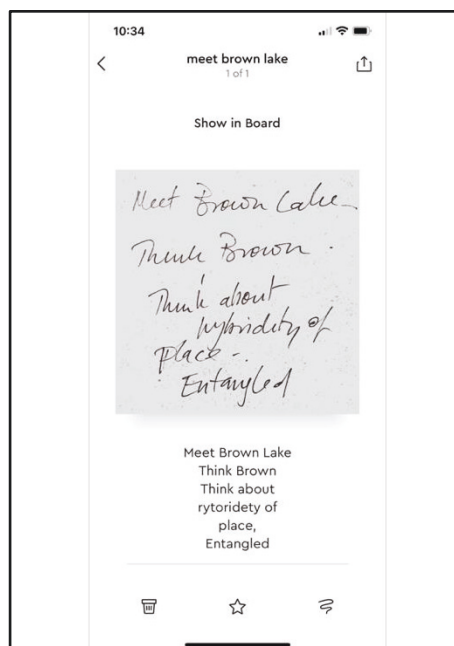 10:34
meet brown lake
1 of 1
Show in Board
Meet Brown Lake
Think Brown.
Think about
hybridity of
place -.
Entangled
Meet Brown Lake
Think Brown
Think about
rytoridety of
place,
Entangled